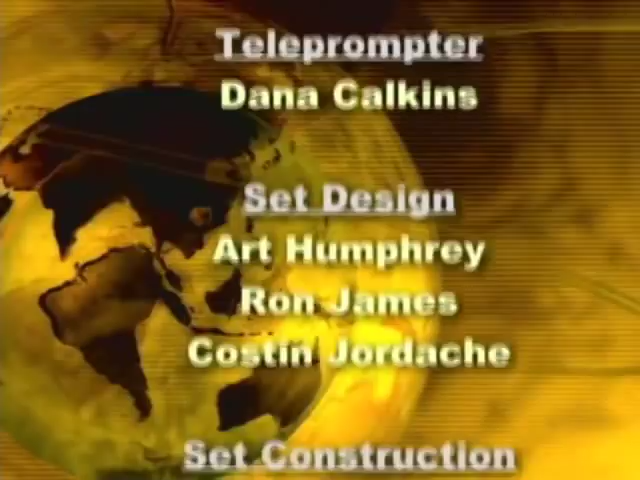 Teleprompter
Dana Calkins
Set Design
Art Humphrey
Ron James
Costin Jordache
Set Construction